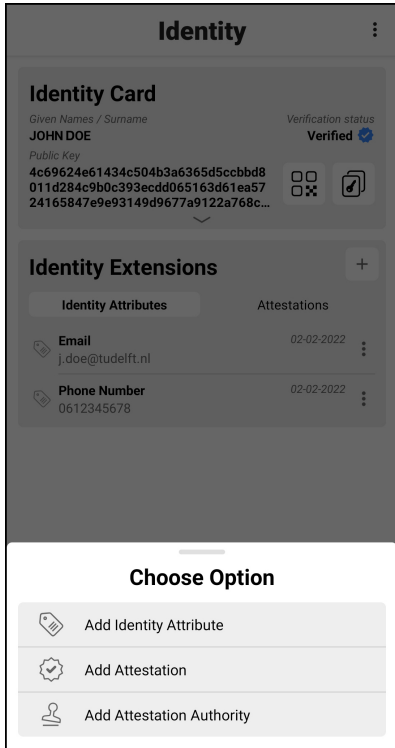 Identity
Identity Card
Given Names / Surname
Verification status
JOHN DOE
Verified
Public Key
4c69624e61434c504b3a6365d5ccbbd8
011d284c9b0c393ecdd065163d61ea57
24165847e9e93149d9677a9122a768c...
Identity Extensions
Identity Attributes
Attestations
Email
02-02-2022
j.doe@tudelft.nl
Phone Number
02-02-2022
0612345678
Choose Option
Add Identity Attribute
Add Attestation
Add Attestation Authority